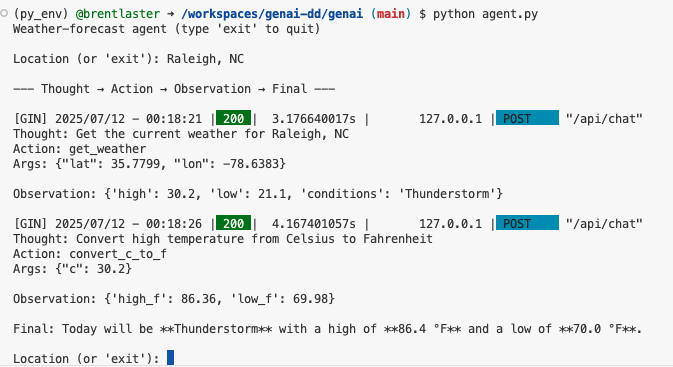 (py_env) @brentlaster → /workspaces/genai-dd/genai (main) $ python agent.py
Weather-forecast agent (type 'exit' to quit)
Location (or 'exit'): Raleigh, NC
––– Thought → Action → Observation → Final –––
[GIN] 2025/07/12 – 00:18:21 | 200 | 3.176640017s | 127.0.0.1 | POST "/api/chat"
Thought: Get the current weather for Raleigh, NC
Action: get_weather
Args: {"lat": 35.7799, "lon": -78.6383}
Observation: {'high': 30.2, 'low': 21.1, 'conditions': 'Thunderstorm'}
[GIN] 2025/07/12 – 00:18:26 | 200 | 4.167401057s | 127.0.0.1 | POST "/api/chat"
Thought: Convert high temperature from Celsius to Fahrenheit
Action: convert_c_to_f
Args: {"c": 30.2}
Observation: {'high_f': 86.36, 'low_f': 69.98}
Final: Today will be **Thunderstorm** with a high of **86.4 °F** and a low of **70.0 °F**.
Location (or 'exit'):